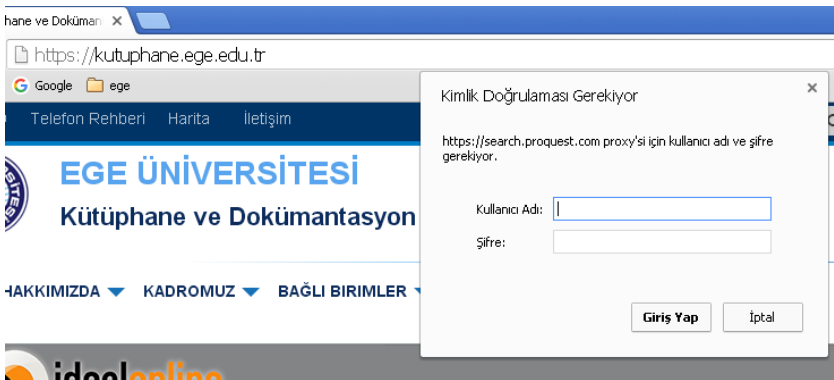 hane ve Doküman
https://kutuphane.ege.edu.tr
Google ege
Telefon Rehberi Harita İletişim
EGE ÜNİVERSİTESİ
Kütüphane ve Dokümantasyon
HAKKIMIZDA KADROMUZ BAĞLI BIRIMLER
idealonline
Kimlik Doğrulaması Gerekiyor
https://search.proquest.com proxy'si için kullanıcı adı ve şifre
gerekiyor.
Kullanıcı Adı:
Şifre:
Giriş Yap İptal